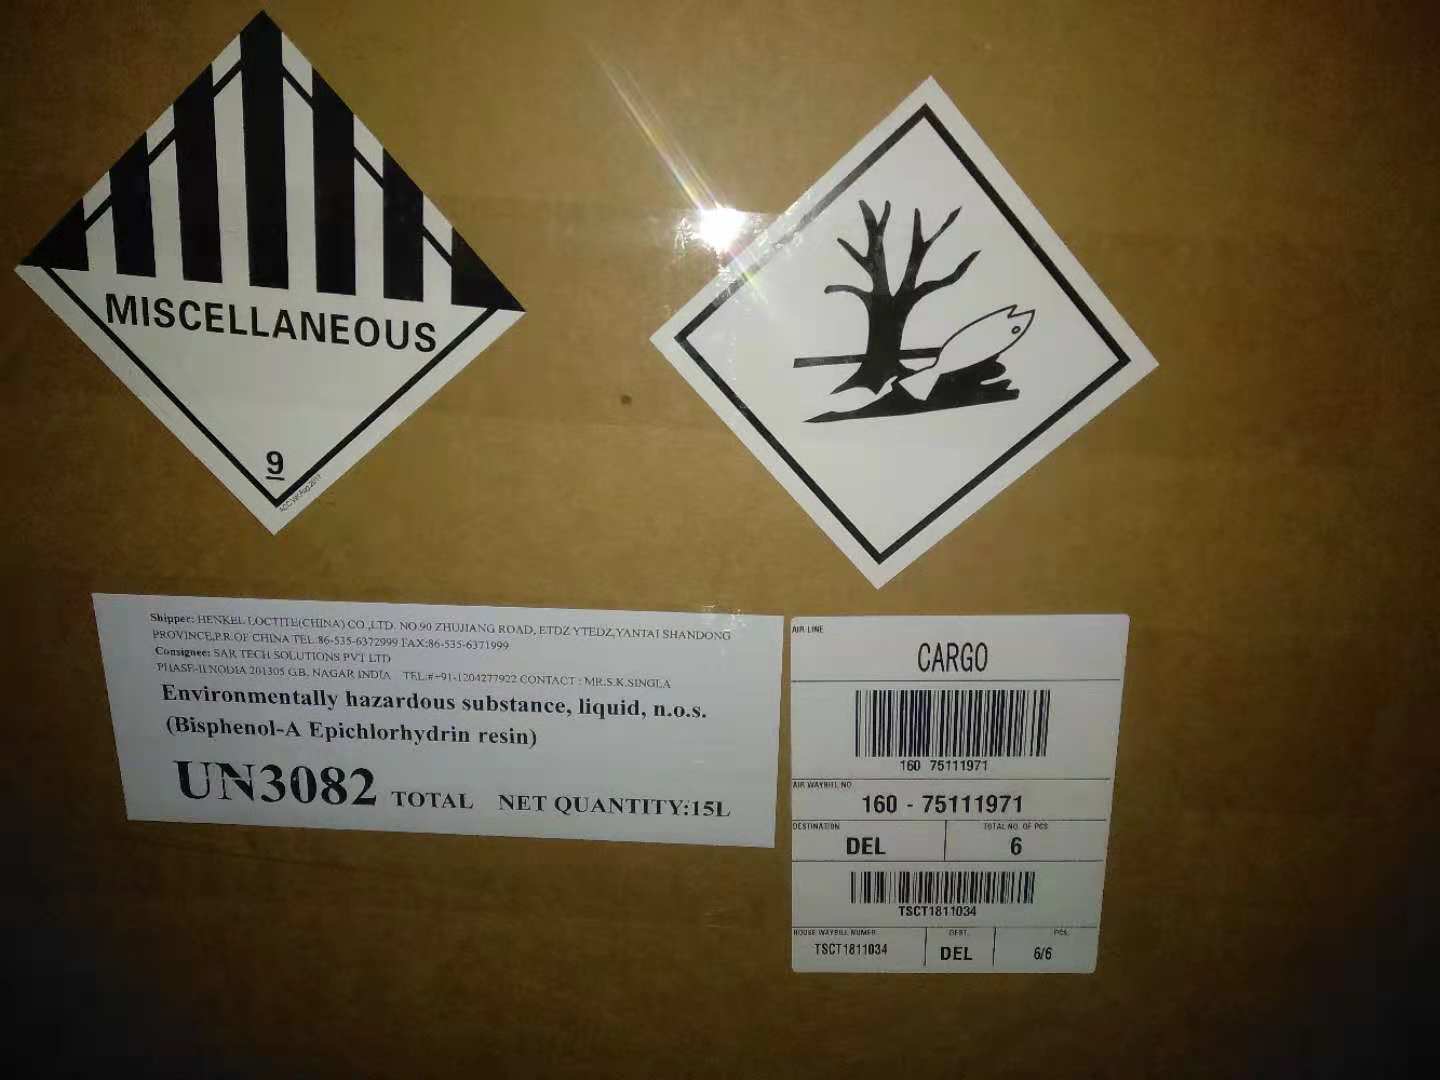 MISCELLANEOUS
9
Shipper: HENKEL LOCTITE(CHINA) CO.,LTD. NO.90 ZHUJIANG ROAD, ETDZ YTEDZ,YANTAI SHANDONG
PROVINCE,P.R.OF CHINA TEL:86-535-6372999 FAX:86-535-6371999
Consignee: SAR TECH SOLUTIONS PVT LTD
PHASE-II NODIA 201305 G.B. NAGAR INDIA TEL.#+91-1204277922 CONTACT : MR.S.K.SINGLA
Environmentally hazardous substance, liquid, n.o.s.
(Bisphenol-A Epichlorhydrin resin)
UN3082 TOTAL NET QUANTITY:15L
AIR LINE
CARGO
160 75111971
AIR WAYBILL NO
160 - 75111971
DESTINATION TOTAL NO. OF PCS
DEL 6
TSCT1811034
HOUSE WAYBILL NUMER DEST. PCS.
TSCT1811034 DEL 6/6